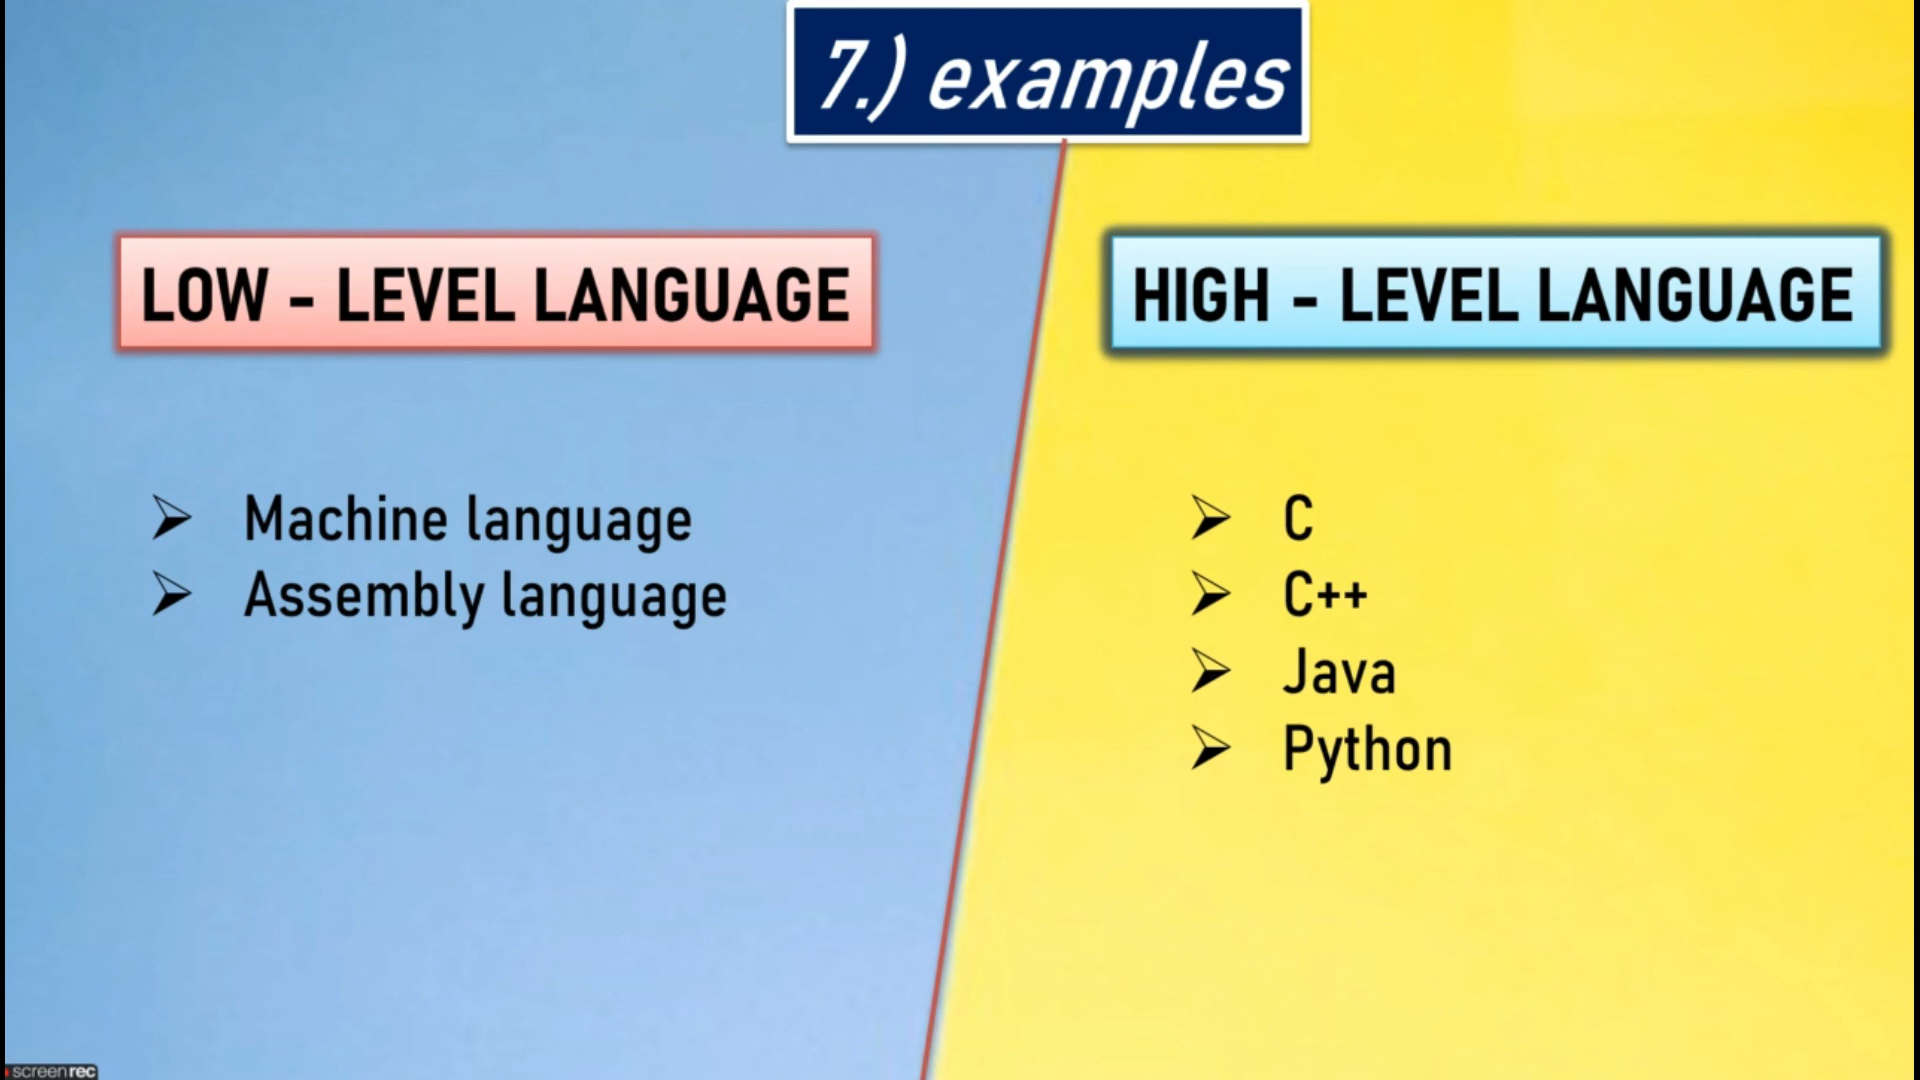 7.) examples
LOW - LEVEL LANGUAGE
Machine language
Assembly language
HIGH - LEVEL LANGUAGE
C
C++
Java
Python
screenrec